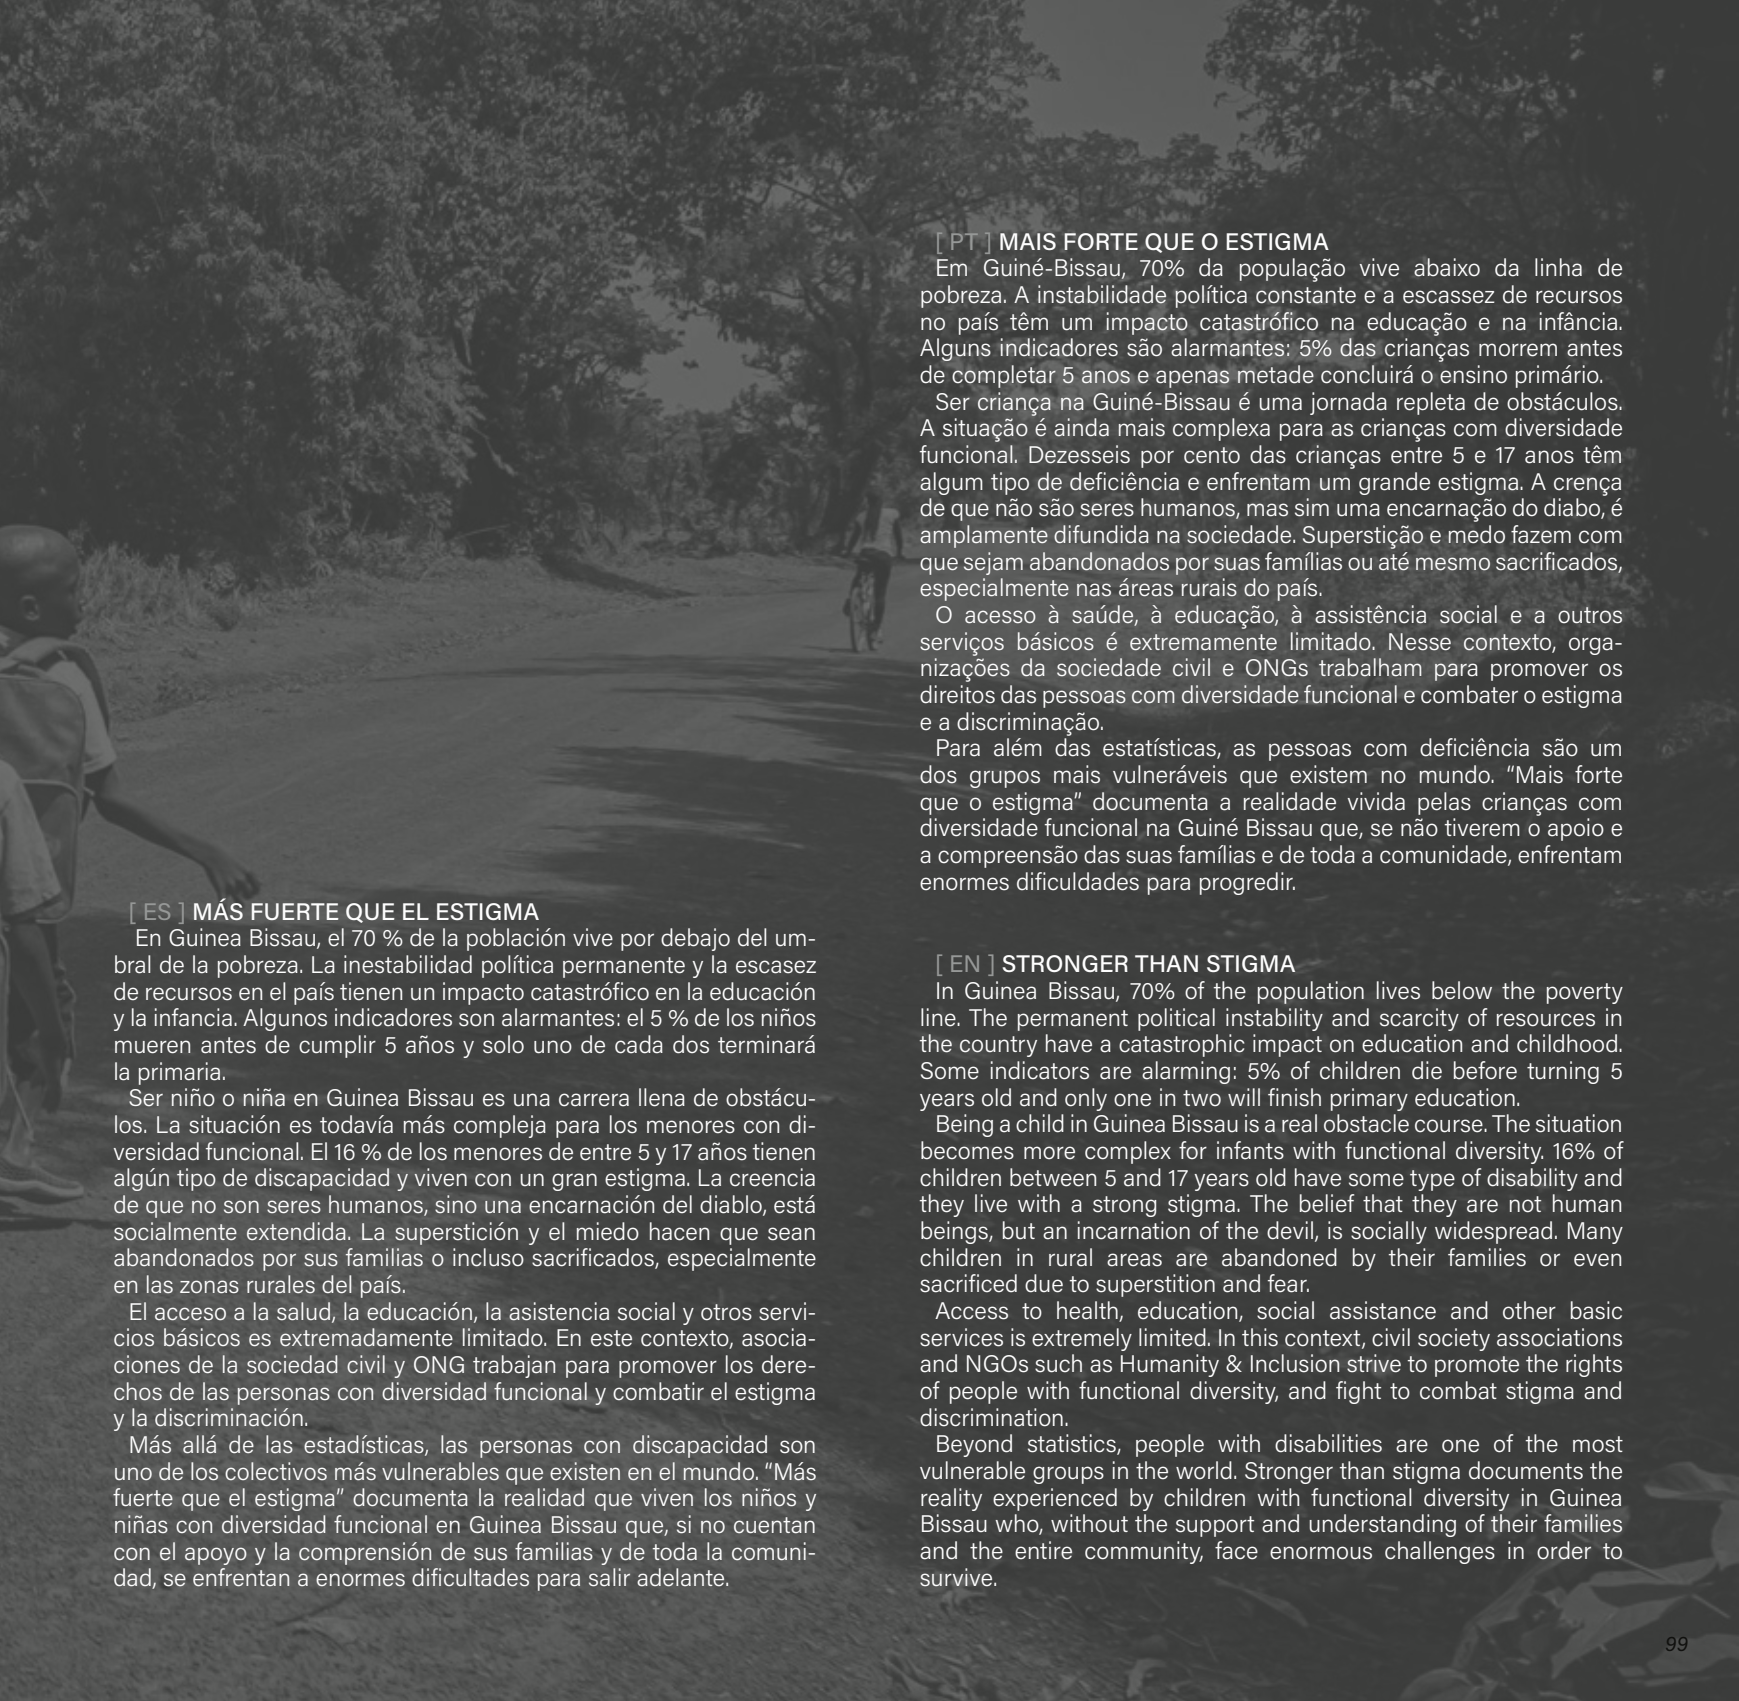 [ ES ] MÁS FUERTE QUE EL ESTIGMA
En Guinea Bissau, el 70 % de la población vive por debajo del um-
bral de la pobreza. La inestabilidad política permanente y la escasez
de recursos en el país tienen un impacto catastrófico en la educación
y la infancia. Algunos indicadores son alarmantes: el 5 % de los niños
mueren antes de cumplir 5 años y solo uno de cada dos terminará
la primaria.
Ser niño o niña en Guinea Bissau es una carrera llena de obstácu-
los. La situación es todavía más compleja para los menores con di-
versidad funcional. El 16 % de los menores de entre 5 y 17 años tienen
algún tipo de discapacidad y viven con un gran estigma. La creencia
de que no son seres humanos, sino una encarnación del diablo, está
socialmente extendida. La superstición y el miedo hacen que sean
abandonados por sus familias o incluso sacrificados, especialmente
en las zonas rurales del país.
El acceso a la salud, la educación, la asistencia social y otros servi-
cios básicos es extremadamente limitado. En este contexto, asocia-
ciones de la sociedad civil y ONG trabajan para promover los dere-
chos de las personas con diversidad funcional y combatir el estigma
y la discriminación.
Más allá de las estadísticas, las personas con discapacidad son
uno de los colectivos más vulnerables que existen en el mundo. “Más
fuerte que el estigma” documenta la realidad que viven los niños y
niñas con diversidad funcional en Guinea Bissau que, si no cuentan
con el apoyo y la comprensión de sus familias y de toda la comuni-
dad, se enfrentan a enormes dificultades para salir adelante.
[ PT ] MAIS FORTE QUE O ESTIGMA
Em Guiné-Bissau, 70% da população vive abaixo da linha de
pobreza. A instabilidade política constante e a escassez de recursos
no país têm um impacto catastrófico na educação e na infância.
Alguns indicadores são alarmantes: 5% das crianças morrem antes
de completar 5 anos e apenas metade concluirá o ensino primário.
Ser criança na Guiné-Bissau é uma jornada repleta de obstáculos.
A situação é ainda mais complexa para as crianças com diversidade
funcional. Dezesseis por cento das crianças entre 5 e 17 anos têm
algum tipo de deficiência e enfrentam um grande estigma. A crença
de que não são seres humanos, mas sim uma encarnação do diabo, é
amplamente difundida na sociedade. Superstição e medo fazem com
que sejam abandonados por suas famílias ou até mesmo sacrificados,
especialmente nas áreas rurais do país.
O acesso à saúde, à educação, à assistência social e a outros
serviços básicos é extremamente limitado. Nesse contexto, orga-
nizações da sociedade civil e ONGs trabalham para promover os
direitos das pessoas com diversidade funcional e combater o estigma
e a discriminação.
Para além das estatísticas, as pessoas com deficiência são um
dos grupos mais vulneráveis que existem no mundo. “Mais forte
que o estigma” documenta a realidade vivida pelas crianças com
diversidade funcional na Guiné Bissau que, se não tiverem o apoio e
a compreensão das suas famílias e de toda a comunidade, enfrentam
enormes dificuldades para progredir.
[ EN ] STRONGER THAN STIGMA
In Guinea Bissau, 70% of the population lives below the poverty
line. The permanent political instability and scarcity of resources in
the country have a catastrophic impact on education and childhood.
Some indicators are alarming: 5% of children die before turning 5
years old and only one in two will finish primary education.
Being a child in Guinea Bissau is a real obstacle course. The situation
becomes more complex for infants with functional diversity. 16% of
children between 5 and 17 years old have some type of disability and
they live with a strong stigma. The belief that they are not human
beings, but an incarnation of the devil, is socially widespread. Many
children in rural areas are abandoned by their families or even
sacrificed due to superstition and fear.
Access to health, education, social assistance and other basic
services is extremely limited. In this context, civil society associations
and NGOs such as Humanity & Inclusion strive to promote the rights
of people with functional diversity, and fight to combat stigma and
discrimination.
Beyond statistics, people with disabilities are one of the most
vulnerable groups in the world. Stronger than stigma documents the
reality experienced by children with functional diversity in Guinea
Bissau who, without the support and understanding of their families
and the entire community, face enormous challenges in order to
survive.
99